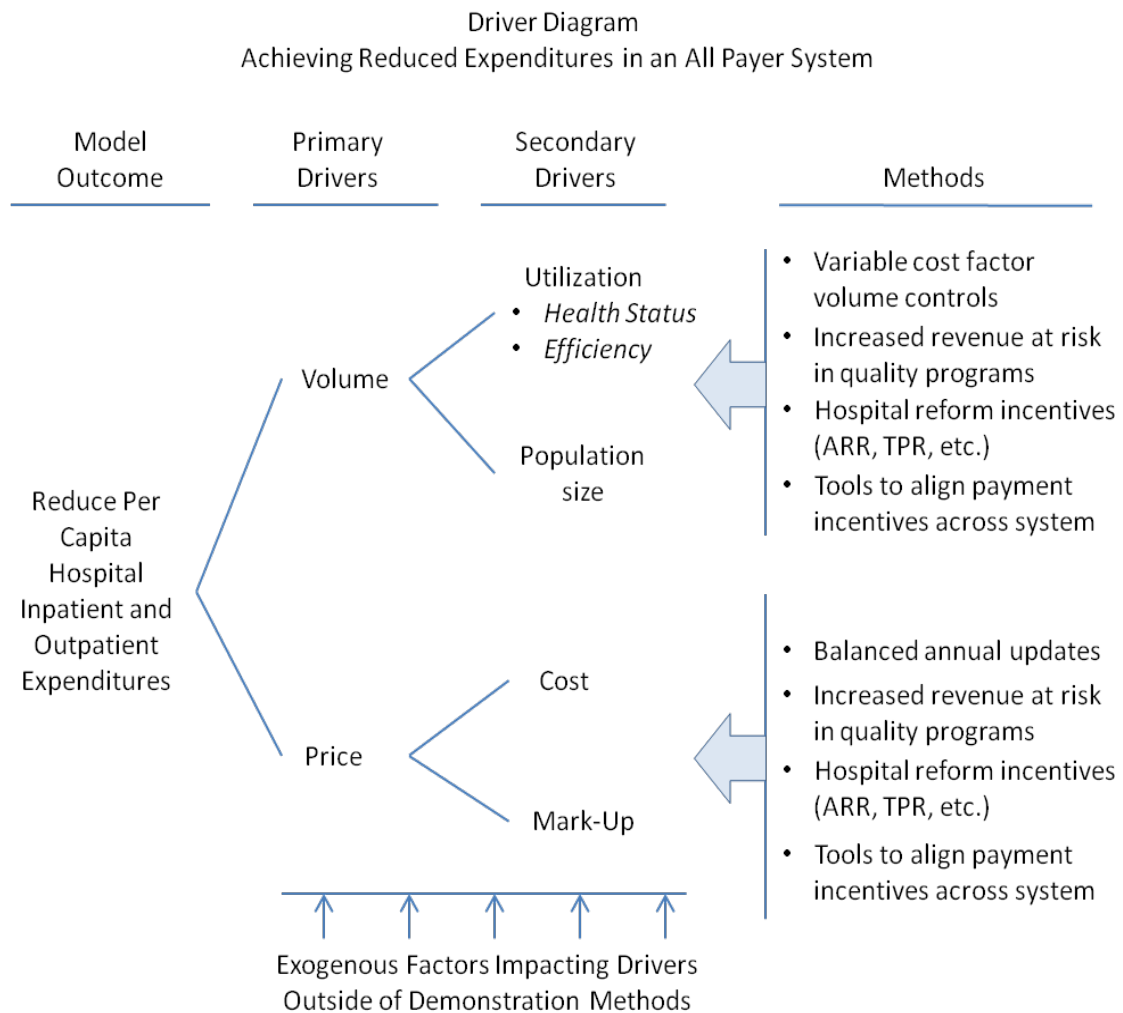 Driver Diagram
Achieving Reduced Expenditures in an All Payer System
Model
Outcome
Primary
Drivers
Secondary
Drivers
Methods
Reduce Per
Capita
Hospital
Inpatient and
Outpatient
Expenditures
Volume
Price
Utilization
• Health Status
• Efficiency
Population
size
Cost
Mark-Up
• Variable cost factor
volume controls
• Increased revenue at risk
in quality programs
• Hospital reform incentives
(ARR, TPR, etc.)
• Tools to align payment
incentives across system
• Balanced annual updates
• Increased revenue at risk
in quality programs
• Hospital reform incentives
(ARR, TPR, etc.)
• Tools to align payment
incentives across system
Exogenous Factors Impacting Drivers
Outside of Demonstration Methods